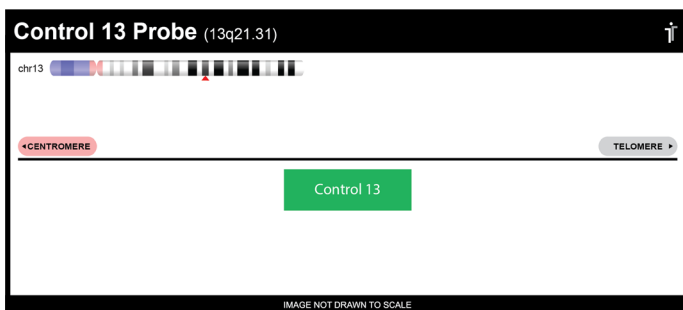 Control 13 Probe (13q21.31)
chr13
◂CENTROMERE
TELOMERE ▸
Control 13
IMAGE NOT DRAWN TO SCALE